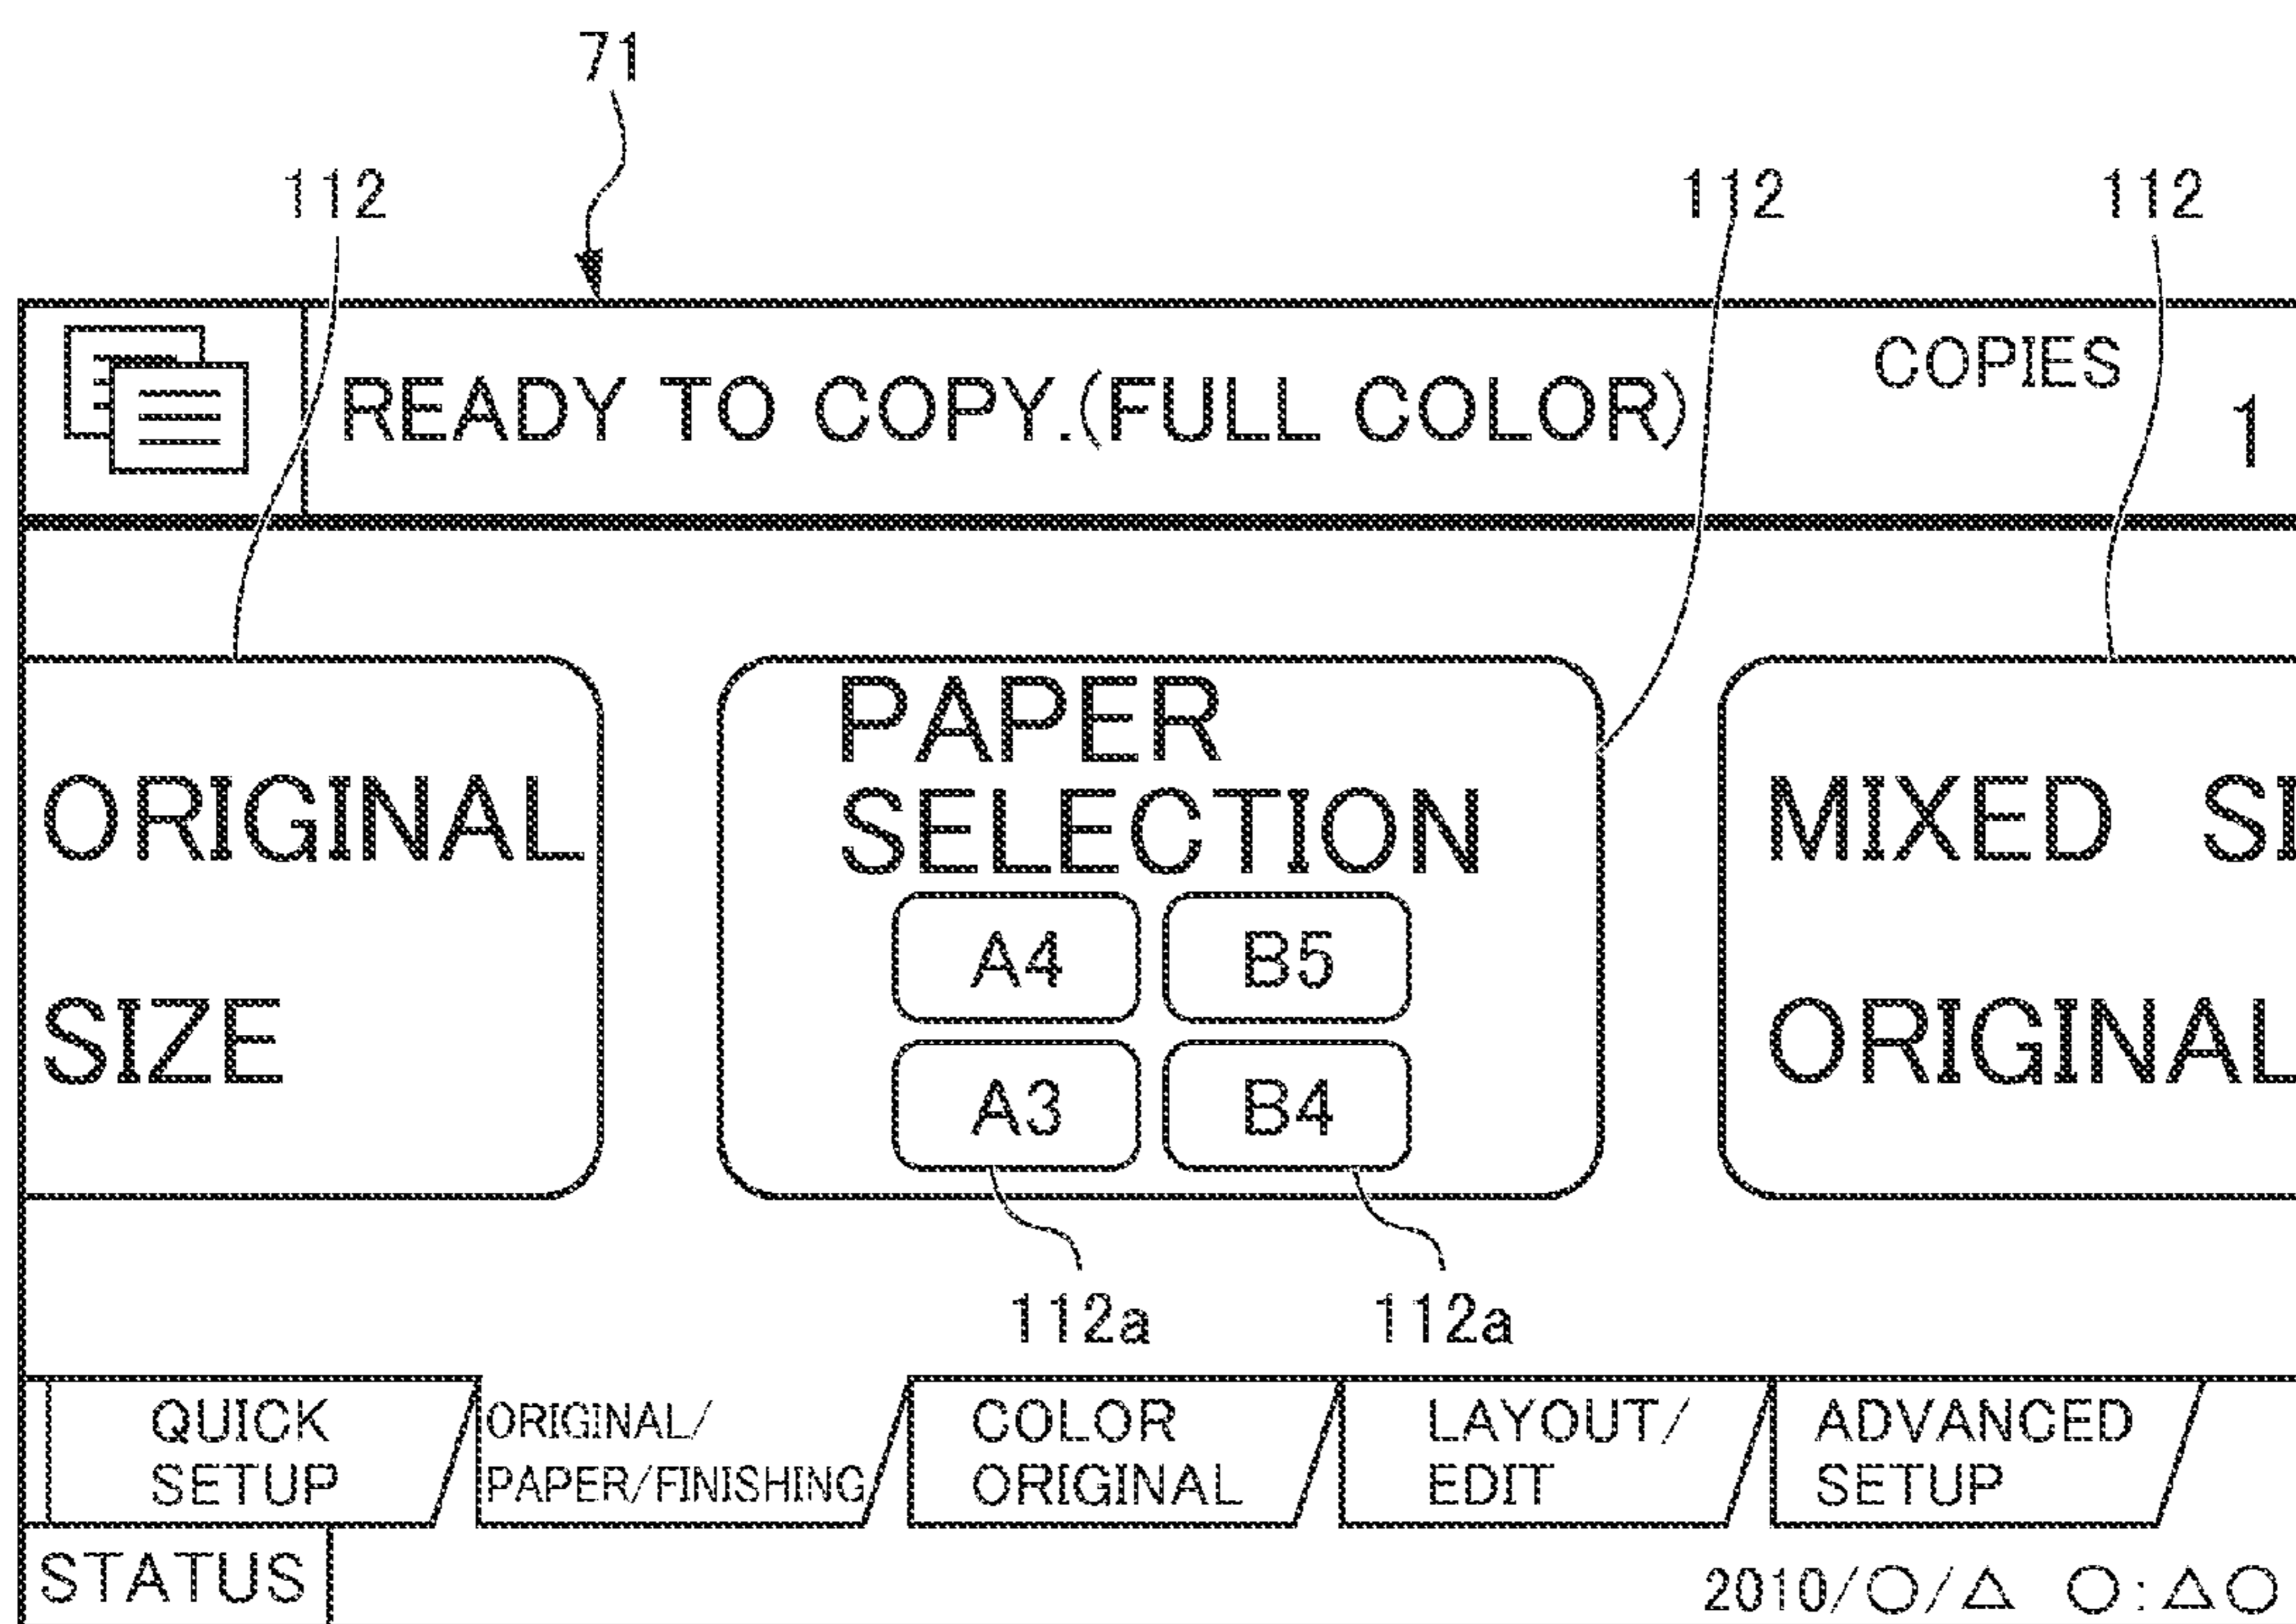 71
112 112 112
COPIES
READY TO COPY.(FULL COLOR) 1
ORIGINAL
SIZE
PAPER
SELECTION
A4 B5
A3 B4
112a 112a
MIXED SI
ORIGINAL
QUICK
SETUP
ORIGINAL/
PAPER/FINISHING
COLOR
ORIGINAL
LAYOUT/
EDIT
ADVANCED
SETUP
STATUS
2010/○/△ ○:△○